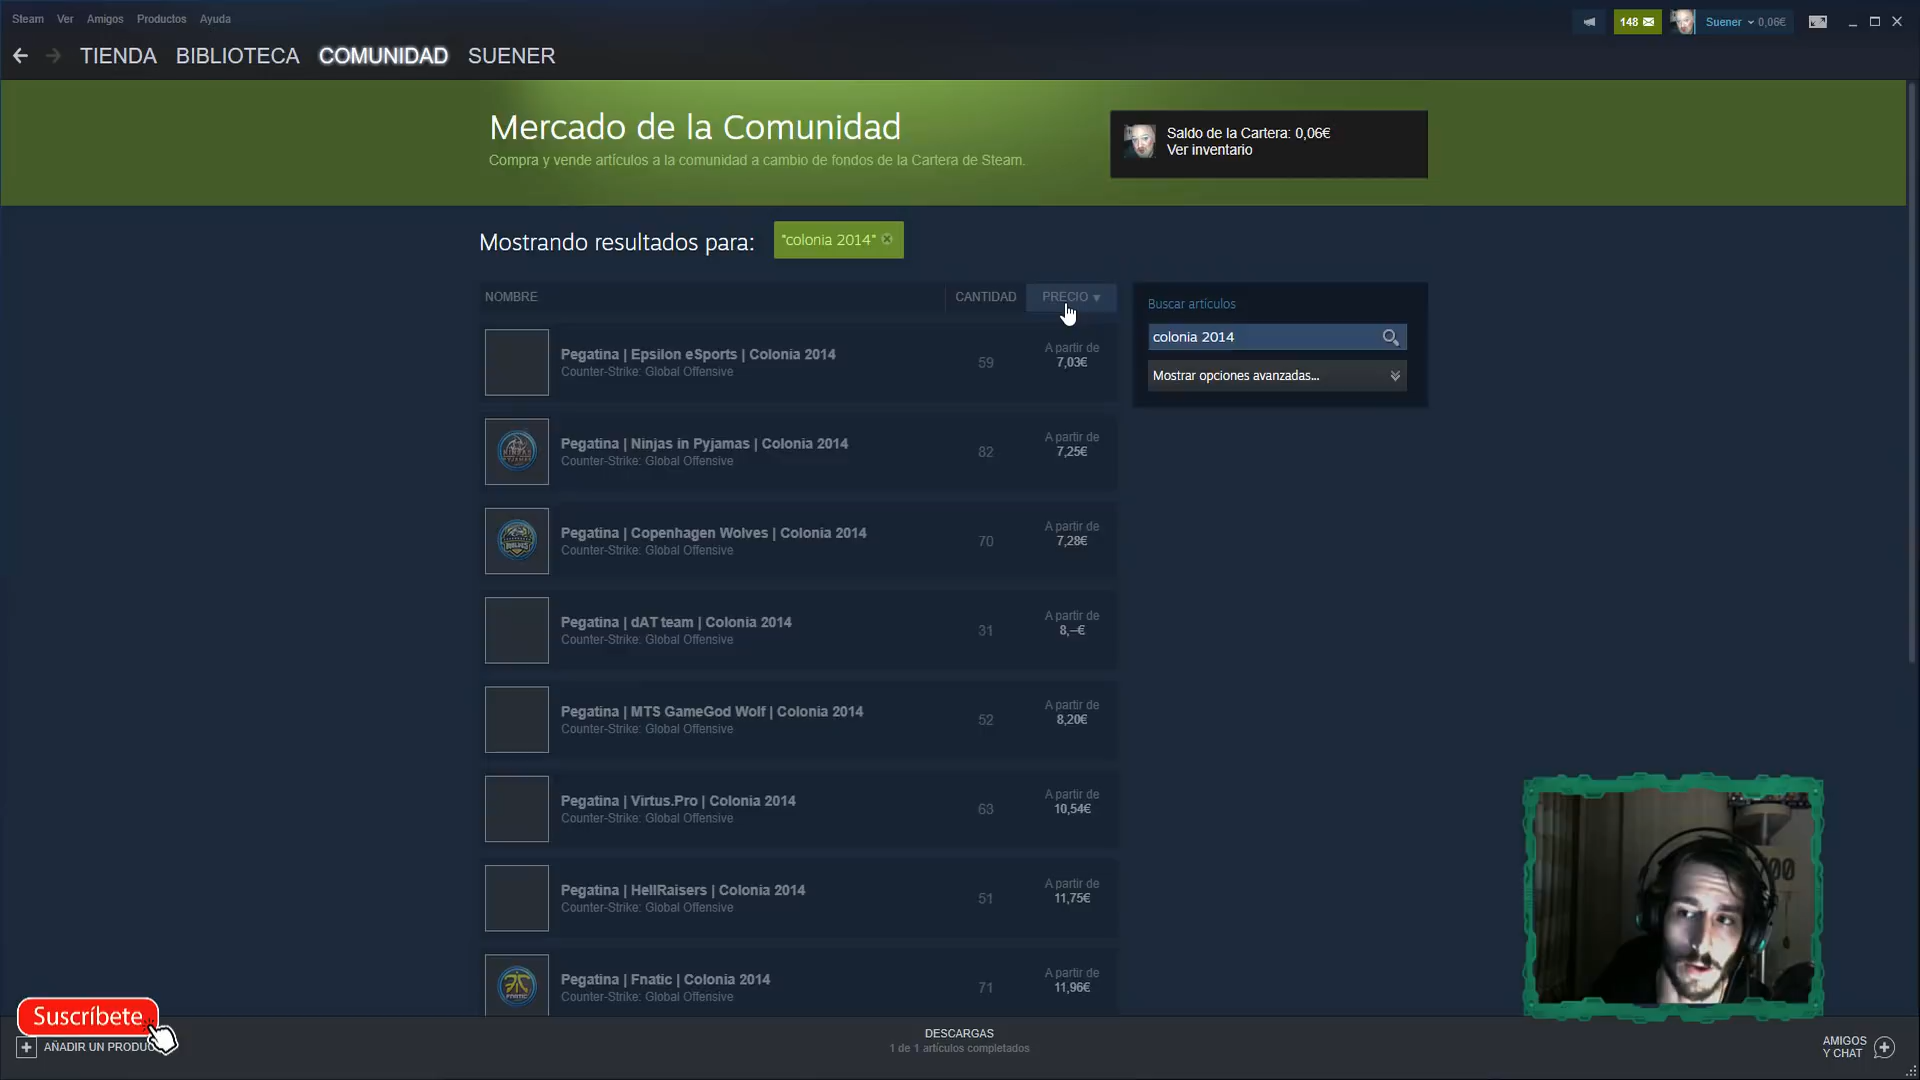 Steam Ver Amigos Productos Ayuda
148 Suener 0,06€
TIENDA BIBLIOTECA COMUNIDAD SUENER
Mercado de la Comunidad
Compra y vende artículos a la comunidad a cambio de fondos de la Cartera de Steam.
Saldo de la Cartera: 0,06€
Ver inventario
Mostrando resultados para: "colonia 2014"
NOMBRE CANTIDAD PRECIO ▼
Buscar artículos
colonia 2014
Mostrar opciones avanzadas...
Pegatina | Epsilon eSports | Colonia 2014
Counter-Strike: Global Offensive
59
A partir de
7,03€
Pegatina | Ninjas in Pyjamas | Colonia 2014
Counter-Strike: Global Offensive
82
A partir de
7,25€
Pegatina | Copenhagen Wolves | Colonia 2014
Counter-Strike: Global Offensive
70
A partir de
7,28€
Pegatina | dAT team | Colonia 2014
Counter-Strike: Global Offensive
31
A partir de
8,--€
Pegatina | MTS GameGod Wolf | Colonia 2014
Counter-Strike: Global Offensive
52
A partir de
8,20€
Pegatina | Virtus.Pro | Colonia 2014
Counter-Strike: Global Offensive
63
A partir de
10,54€
Pegatina | HellRaisers | Colonia 2014
Counter-Strike: Global Offensive
51
A partir de
11,75€
Pegatina | Fnatic | Colonia 2014
Counter-Strike: Global Offensive
71
A partir de
11,96€
Suscríbete
AÑADIR UN PRODUC
DESCARGAS
1 de 1 artículos completados
AMIGOS
Y CHAT